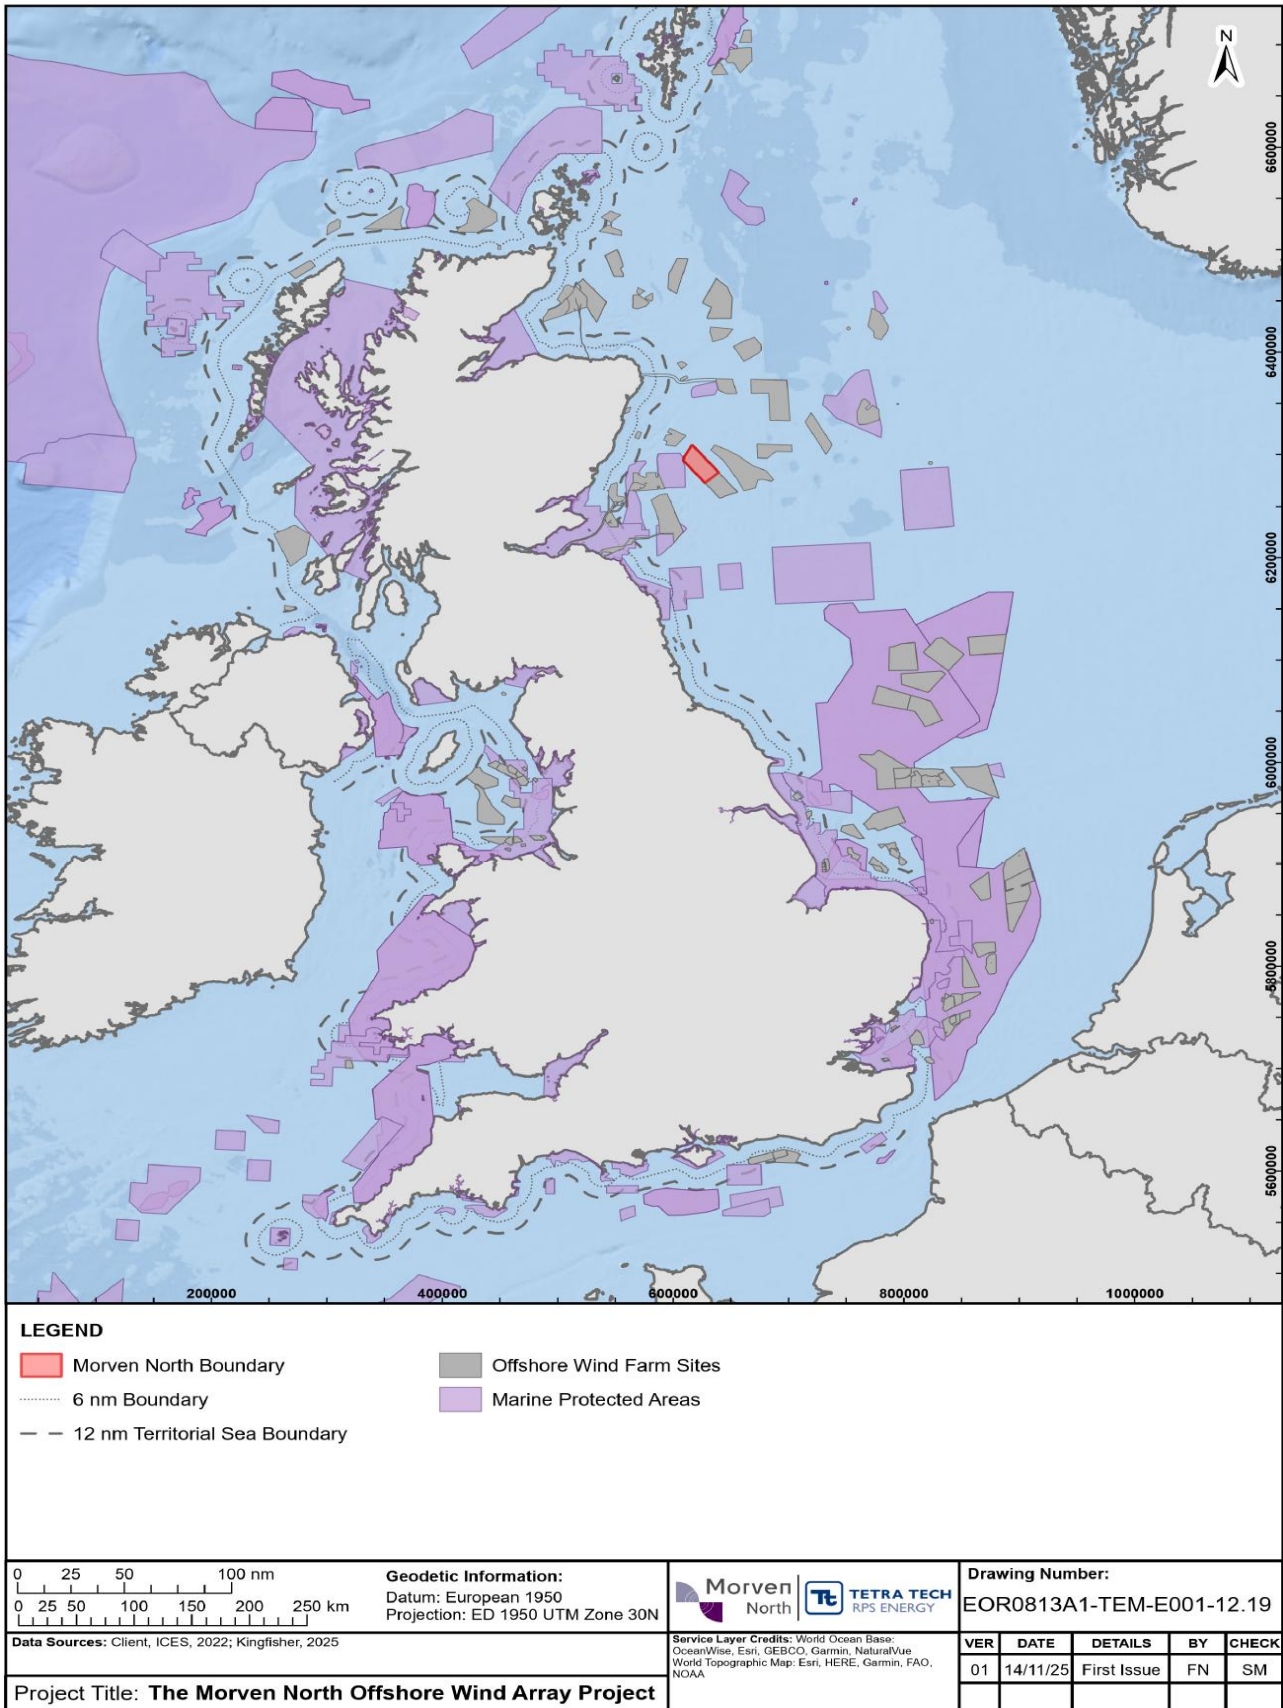 N
6600000
6400000
6200000
6000000
5800000
5600000
200000 400000 600000 800000 1000000
LEGEND
Morven North Boundary
6 nm Boundary
12 nm Territorial Sea Boundary
Offshore Wind Farm Sites
Marine Protected Areas
0 25 50 100 nm
0 25 50 100 150 200 250 km
Geodetic Information:
Datum: European 1950
Projection: ED 1950 UTM Zone 30N
Data Sources: Client, ICES, 2022; Kingfisher, 2025
Project Title: The Morven North Offshore Wind Array Project
Morven
North
Tt
TETRA TECH
RPS ENERGY
Service Layer Credits: World Ocean Base:
OceanWise, Esri, GEBCO, Garmin, NaturalVue
World Topographic Map: Esri, HERE, Garmin, FAO,
NOAA
Drawing Number:
EOR0813A1-TEM-E001-12.19
VER DATE DETAILS BY CHECK
01 14/11/25 First Issue FN SM